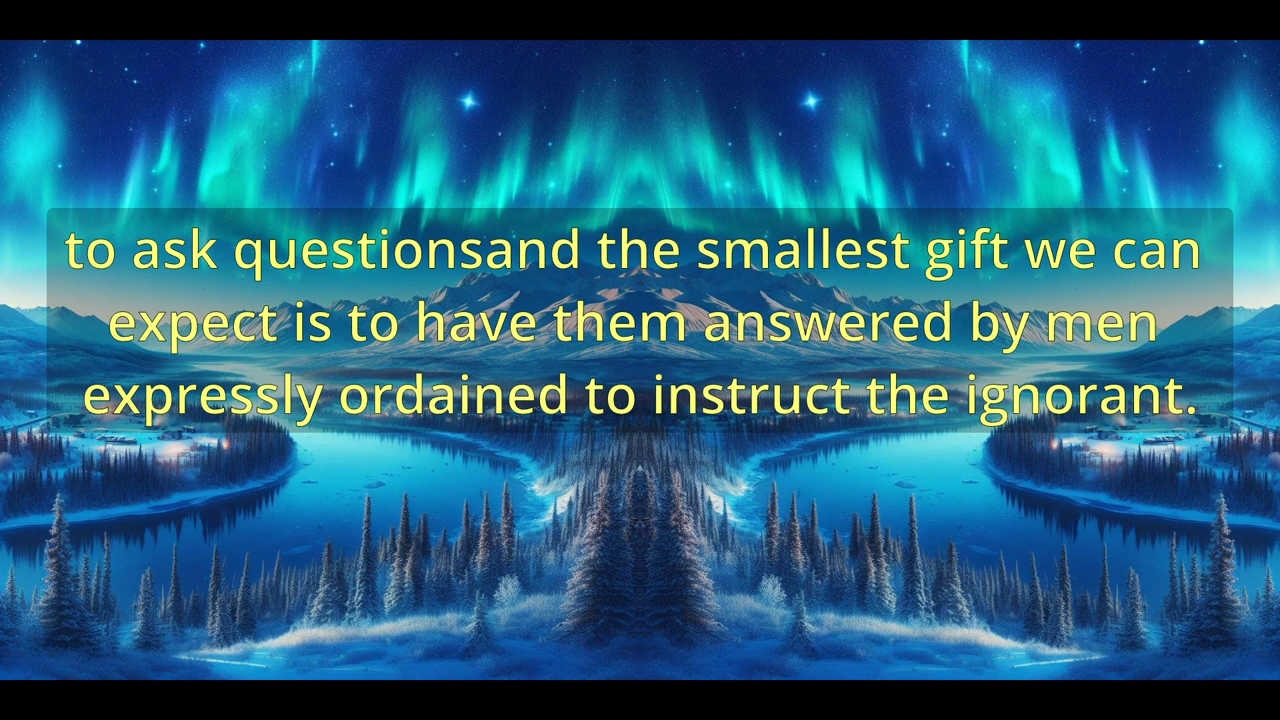 to ask questionsand the smallest gift we can
expect is to have them answered by men
expressly ordained to instruct the ignorant.